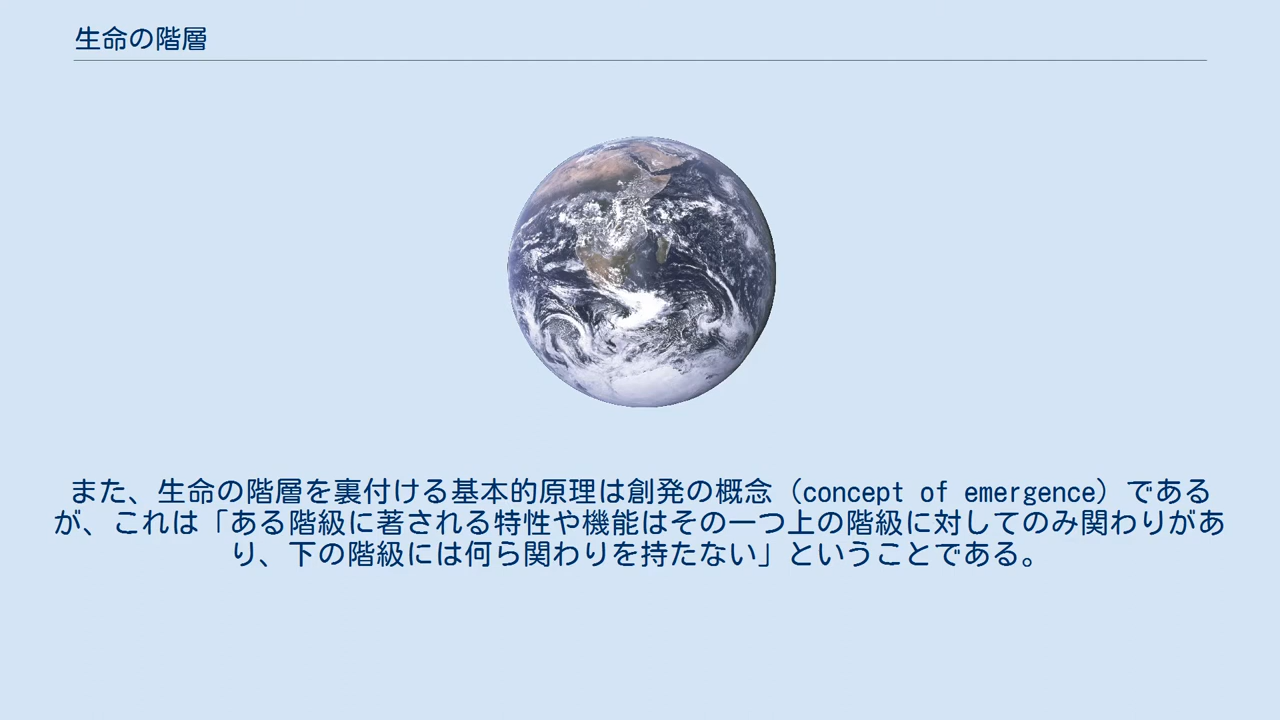 生命の階層
また、生命の階層を裏付ける基本的原理は創発の概念（concept of emergence）である
が、これは「ある階級に著される特性や機能はその一つ上の階級に対してのみ関わりがあ
り、下の階級には何ら関わりを持たない」ということである。